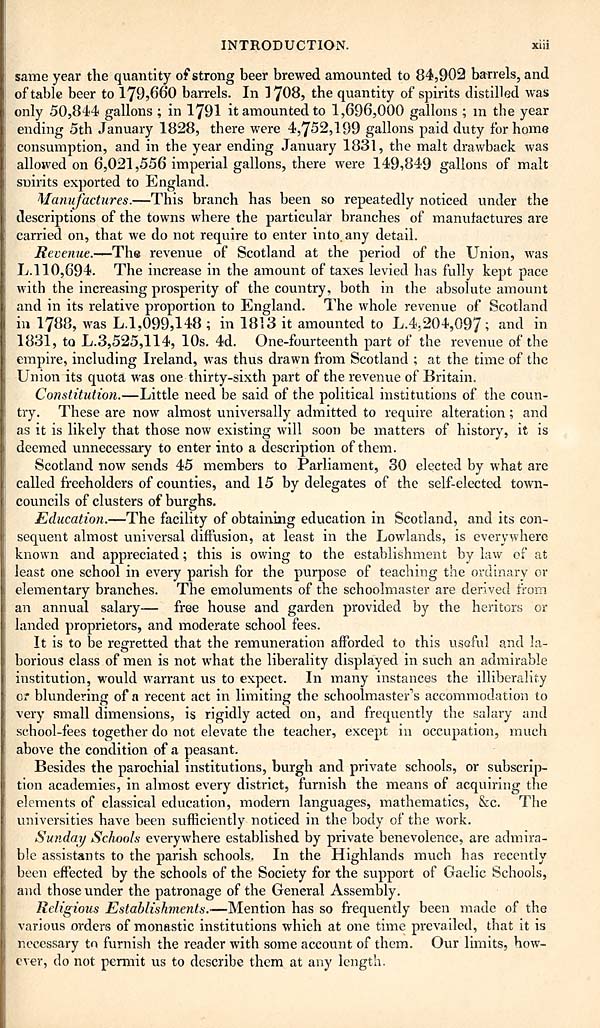 INTRODUCTION. xiii
same year the quantity of strong beer brewed amounted to 84,902 barrels, and
of table beer to 179,660 barrels. In 1708, the quantity of spirits distilled was
only 50,844 gallons ; in 1791 it amounted to 1,696,000 gallons ; in the year
ending 5th January 1828, there were 4,752,199 gallons paid duty for home
consumption, and in the year ending January 1831, the malt drawback was
allowed on 6,021,556 imperial gallons, there were 149,849 gallons of malt
spirits exported to England.
Manufactures.—This branch has been so repeatedly noticed under the
descriptions of the towns where the particular branches of manufactures are
carried on, that we do not require to enter into any detail.
Revenue.—The revenue of Scotland at the period of the Union, was
L.110,694. The increase in the amount of taxes levied has fully kept pace
with the increasing prosperity of the country, both in the absolute amount
and in its relative proportion to England. The whole revenue of Scotland
in 1788, was L.1,099,148 ; in 1813 it amounted to L.4,204,097 ; and in
1831, to L.3,525,114, 10s. 4d. One-fourteenth part of the revenue of the
empire, including Ireland, was thus drawn from Scotland ; at the time of the
Union its quota was one thirty-sixth part of the revenue of Britain.
Constitution.—Little need be said of the political institutions of the coun-
try. These are now almost universally admitted to require alteration ; and
as it is likely that those now existing will soon be matters of history, it is
deemed unnecessary to enter into a description of them.
Scotland now sends 45 members to Parliament, 30 elected by what are
called freeholders of counties, and 15 by delegates of the self-elected town-
councils of clusters of burghs.
Education.—The facility of obtaining education in Scotland, and its con-
sequent almost universal diffusion, at least in the Lowlands, is everywhere
known and appreciated ; this is owing to the establishment by law of at
least one school in every parish for the purpose of teaching the ordinary or
elementary branches. The emoluments of the schoolmaster are derived from
an annual salary— free house and garden provided by the heritors or
landed proprietors, and moderate school fees.
It is to be regretted that the remuneration afforded to this useful and la-
borious class of men is not what the liberality displayed in such an admirable
institution, would warrant us to expect. In many instances the illiberality
or blundering of a recent act in limiting the schoolmaster's accommodation to
very small dimensions, is rigidly acted on, and frequently the salary and
school-fees together do not elevate the teacher, except in occupation, much
above the condition of a peasant.
Besides the parochial institutions, burgh and private schools, or subscrip-
tion academies, in almost every district, furnish the means of acquiring the
elements of classical education, modern languages, mathematics, &c. The
universities have been sufficiently noticed in the body of the work.
Sunday Schools everywhere established by private benevolence, are admira-
ble assistants to the parish schools. In the Highlands much has recently
been effected by the schools of the Society for the support of Gaelic Schools,
and those under the patronage of the General Assembly.
Religious Establishments.—Mention has so frequently been made of the
various orders of monastic institutions which at one time prevailed, that it is
necessary to furnish the reader with some account of them. Our limits, how-
ever, do not permit us to describe them at any length.